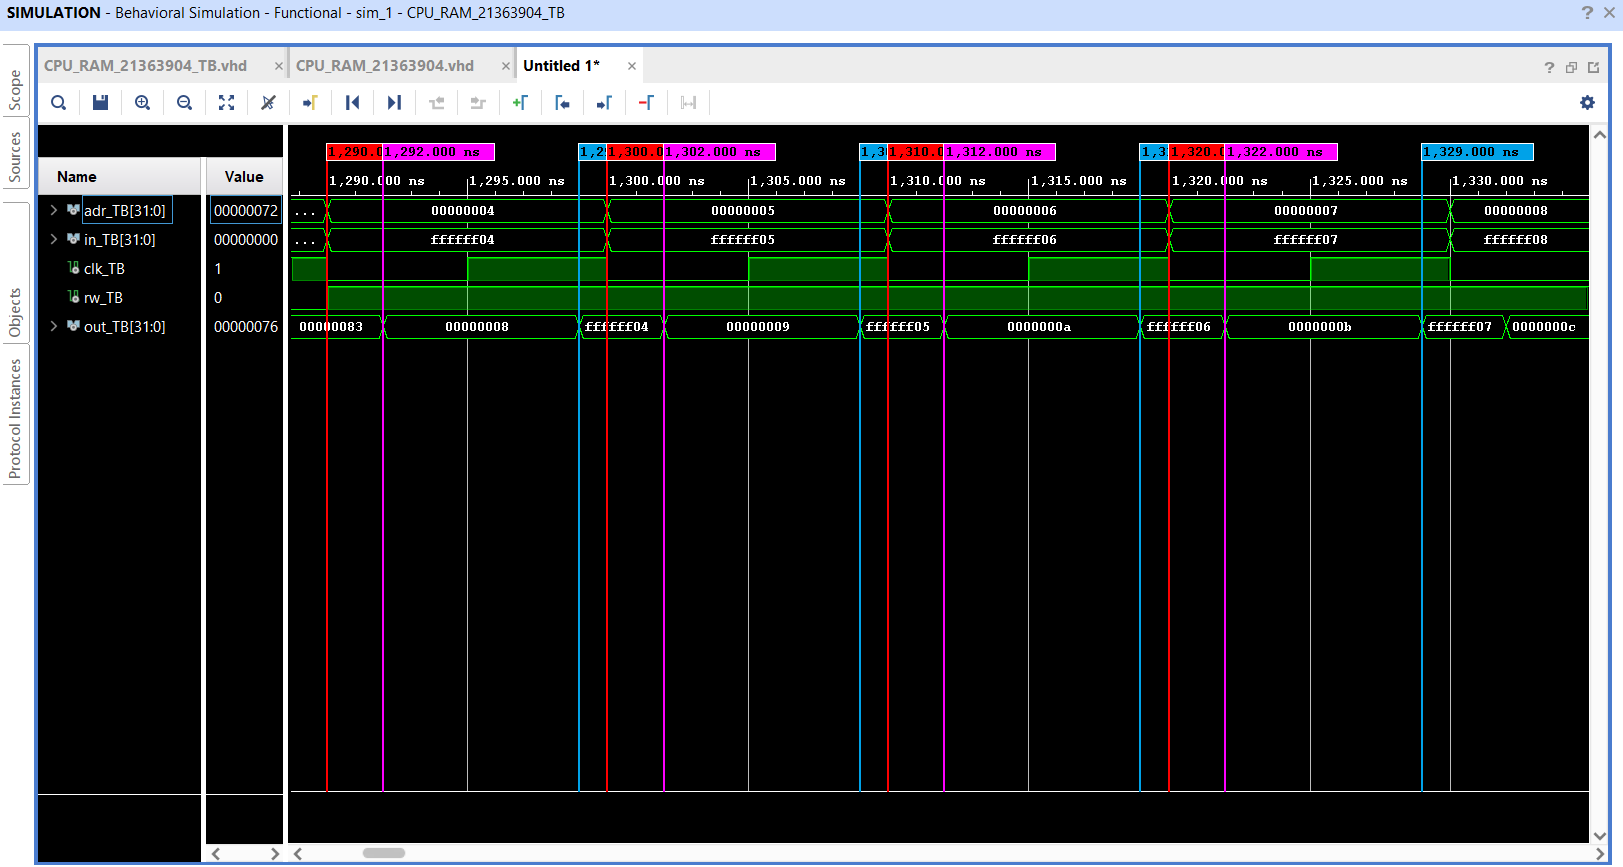 SIMULATION - Behavioral Simulation - Functional - sim_1 - CPU_RAM_21363904_TB
CPU_RAM_21363904_TB.vhd × CPU_RAM_21363904.vhd × Untitled 1* ×
Scope
Sources
Objects
Protocol Instances
1,290.0 1,292.000 ns 1,2 1,300.0 1,302.000 ns 1,3 1,310.0 1,312.000 ns 1,3 1,320.0 1,322.000 ns 1,329.000 ns
Name Value 1,290.000 ns 1,295.000 ns 1,300.000 ns 1,305.000 ns 1,310.000 ns 1,315.000 ns 1,320.000 ns 1,325.000 ns 1,330.000 ns
adr_TB[31:0] 00000072 ... 00000004 00000005 00000006 00000007 00000008
in_TB[31:0] 00000000 ... ffffff04 ffffff05 ffffff06 ffffff07 ffffff08
clk_TB 1
rw_TB 0
out_TB[31:0] 00000076 00000083 00000008 ffffff04 00000009 ffffff05 0000000a ffffff06 0000000b ffffff07 0000000c